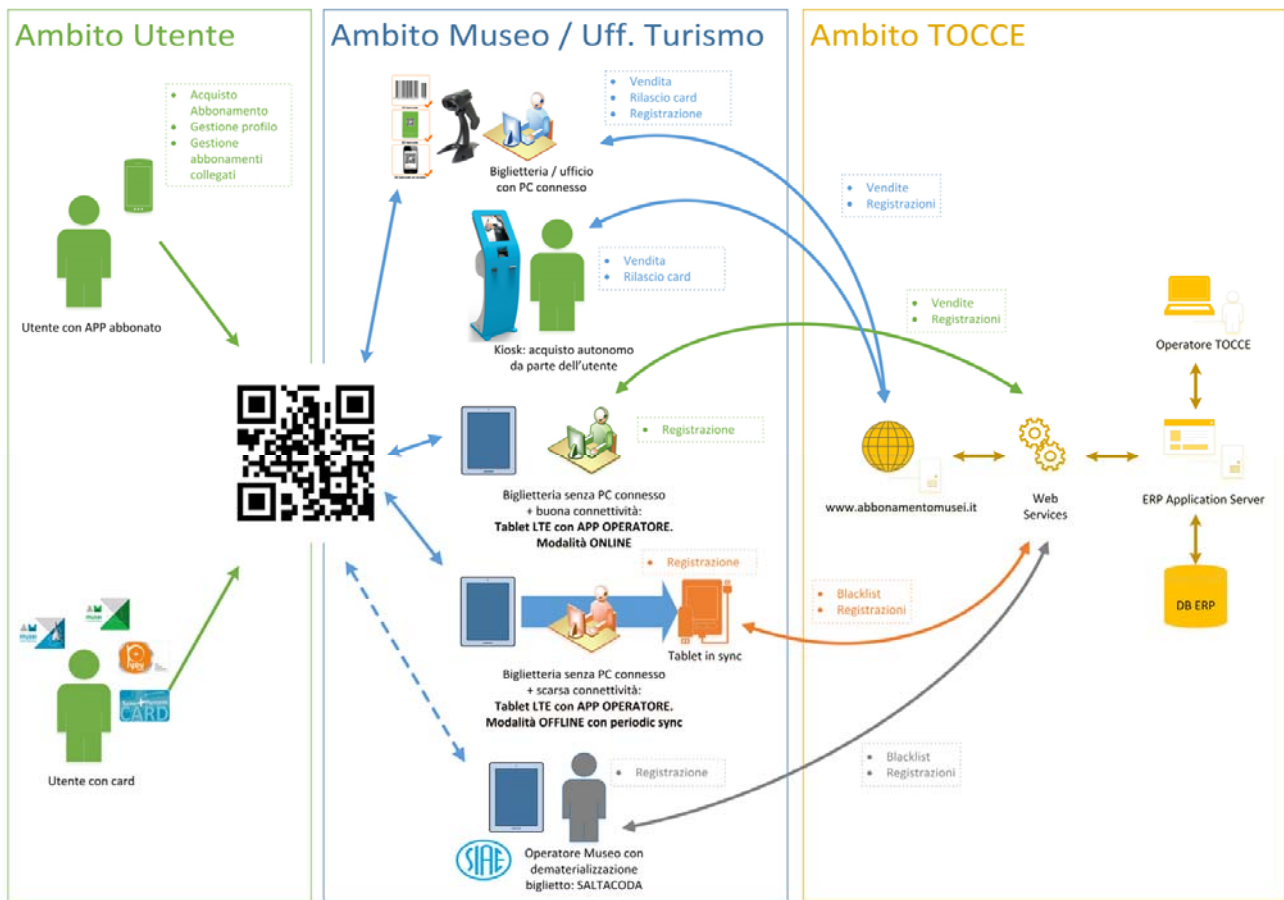 Ambito Utente
• Acquisto
Abbonamento
• Gestione profilo
• Gestione
abbonamenti
collegati
Utente con APP abbonato
musei
musei
CARD
Utente con card
Ambito Museo / Uff. Turismo
• Vendita
• Rilascio card
• Registrazione
Biglietteria / ufficio
con PC connesso
• Vendita
• Rilascio card
Kiosk: acquisto autonomo
da parte dell'utente
• Registrazione
Biglietteria senza PC connesso
+ buona connettività:
Tablet LTE con APP OPERATORE.
Modalità ONLINE
• Registrazione
Tablet in sync
Biglietteria senza PC connesso
+ scarsa connettività:
Tablet LTE con APP OPERATORE.
Modalità OFFLINE con periodic sync
• Registrazione
SIAE
Operatore Museo con
dematerializzazione
biglietto: SALTACODA
Ambito TOCCE
• Vendite
• Registrazioni
• Vendite
• Registrazioni
Operatore TOCCE
www.abbonamentomusei.it
Web
Services
ERP Application Server
• Blacklist
• Registrazioni
DB ERP
• Blacklist
• Registrazioni